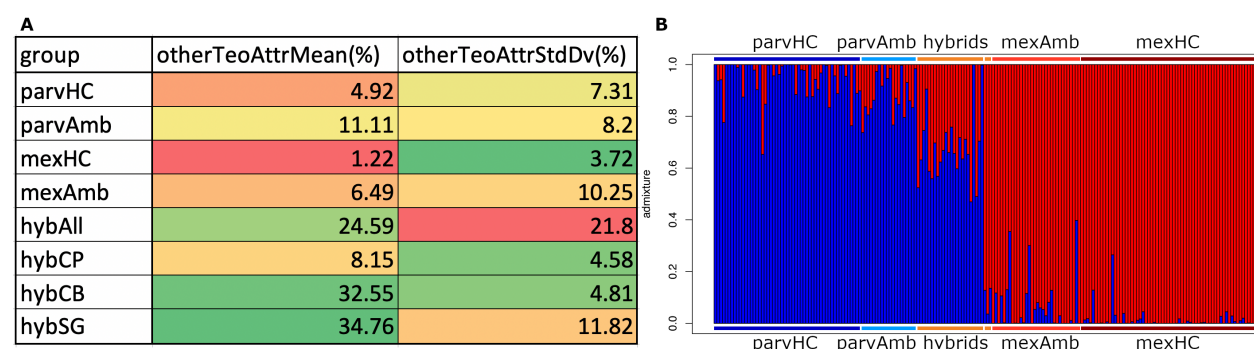 A
group otherTeoAttrMean(%) otherTeoAttrStdDv(%)
parvHC 4.92 7.31
parvAmb 11.11 8.2
mexHC 1.22 3.72
mexAmb 6.49 10.25
hybAll 24.59 21.8
hybCP 8.15 4.58
hybCB 32.55 4.81
hybSG 34.76 11.82
B
parvHC parvAmb hybrids mexAmb mexHC
1.0
0.8
0.6
0.4
0.2
0.0
admixture
parvHC parvAmb hybrids mexAmb mexHC